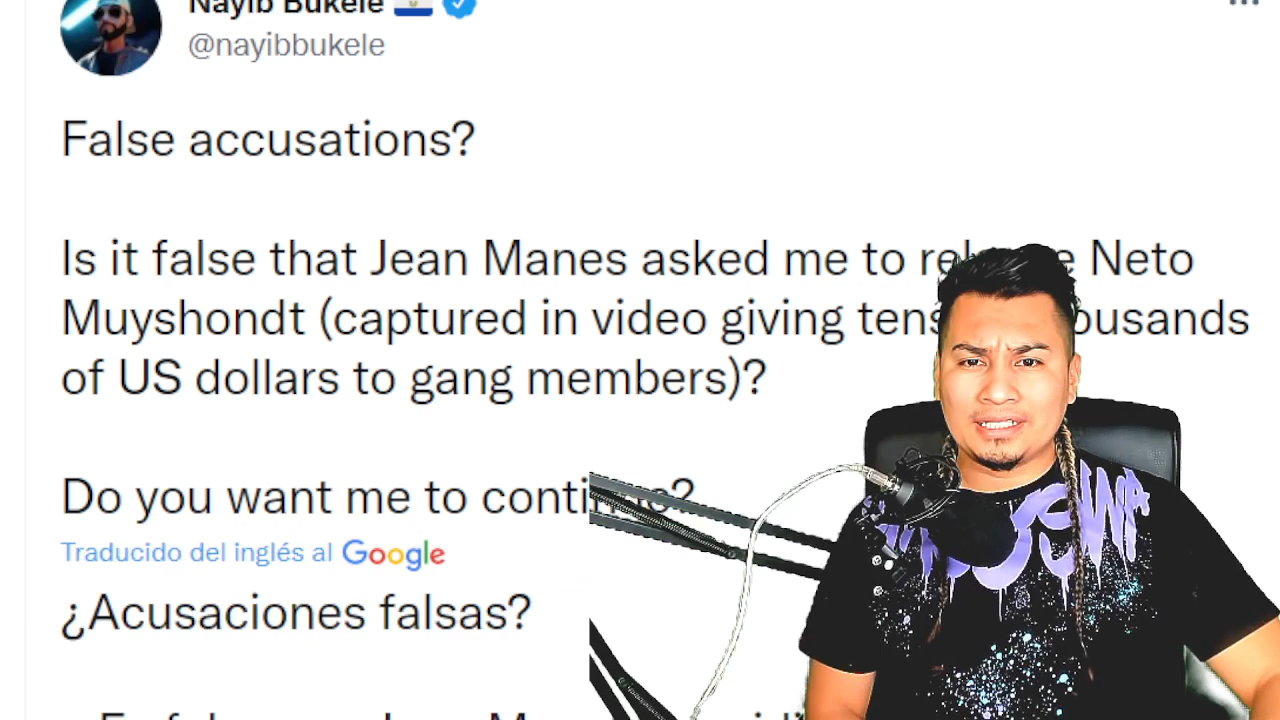 Nayib Bukele
@nayibbukele
False accusations?
Is it false that Jean Manes asked me to Neto
Muyshondt (captured in video giving
of US dollars to gang members)?
Do you want me to
Traducido del inglés al Google
¿Acusaciones falsas?